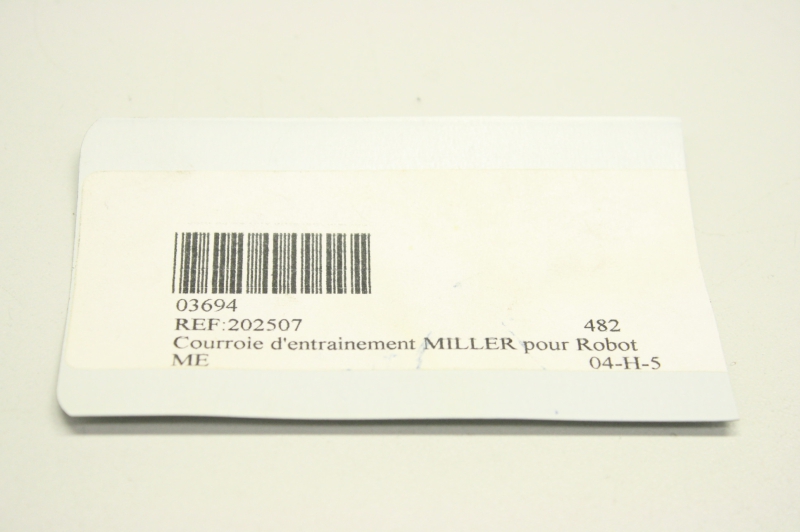 03694
REF:202507 482
Courroie d'entrainement MILLER pour Robot
ME 04-H-5